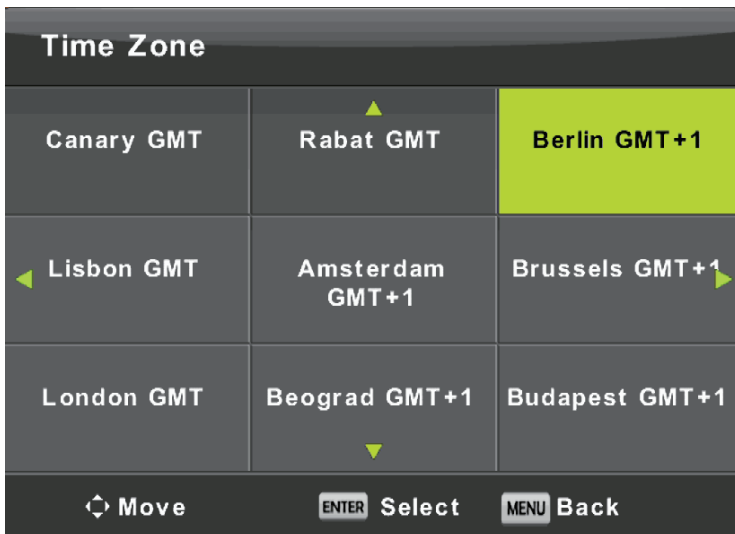 Time Zone
Canary GMT
Rabat GMT
Berlin GMT+1
Lisbon GMT
Amsterdam
GMT+1
Brussels GMT+1
London GMT
Beograd GMT+1
Budapest GMT+1
Move
ENTER Select
MENU Back